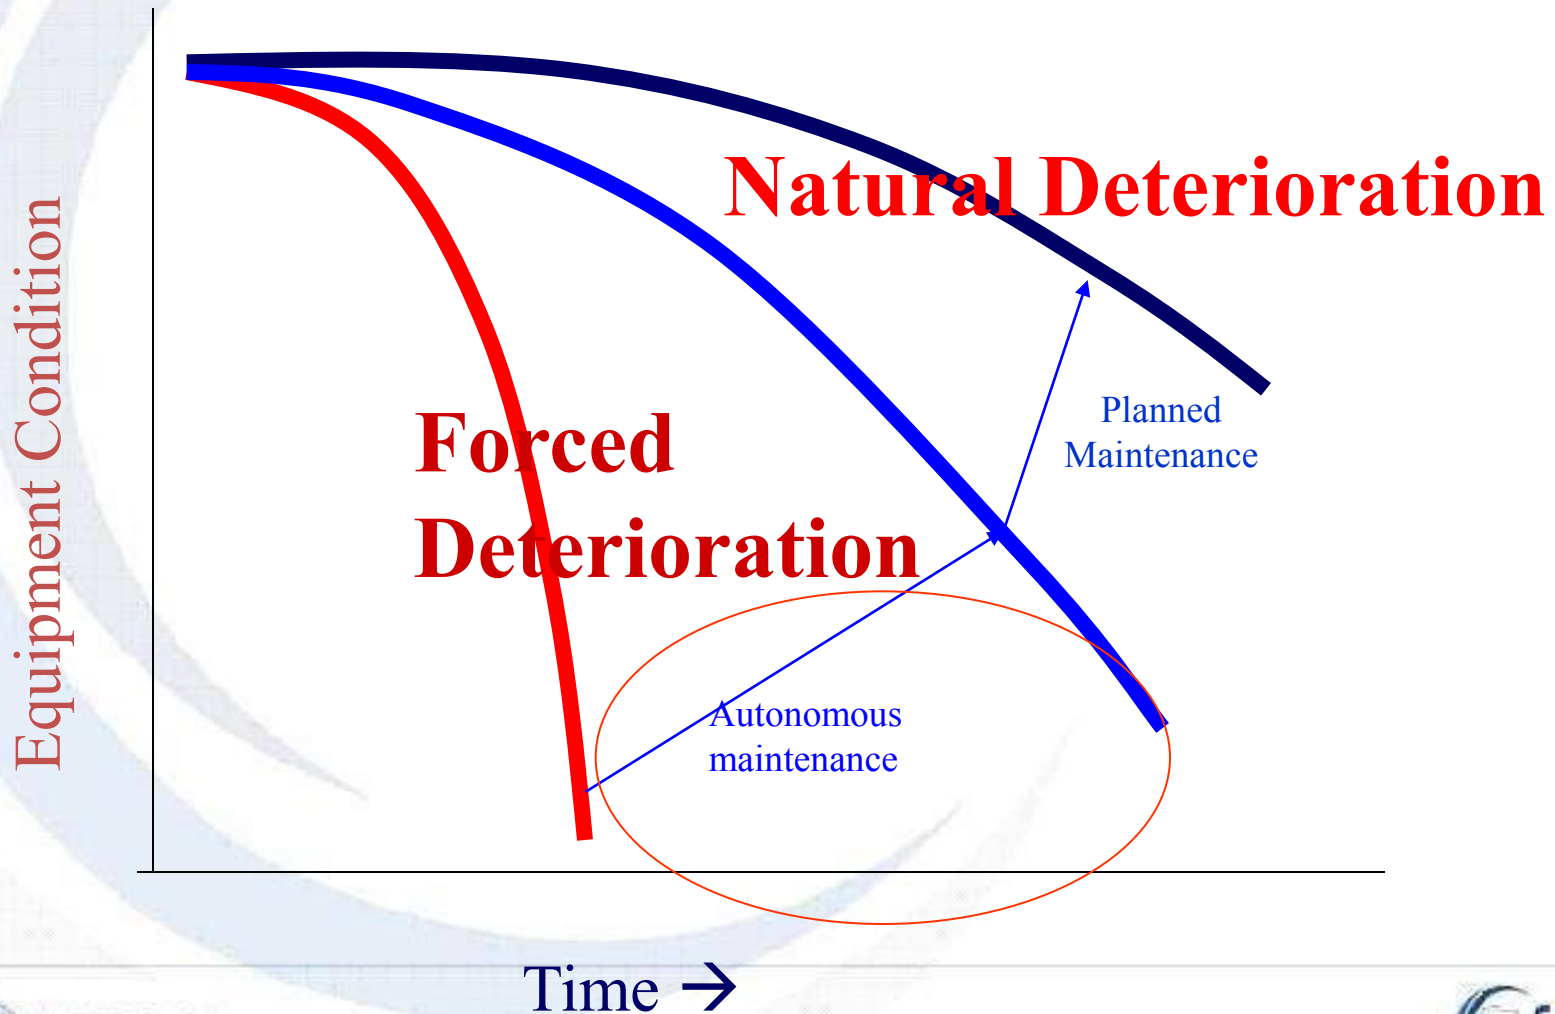 Natural Deterioration
Equipment Condition
Planned
Maintenance
Forced
Deterioration
Autonomous
maintenance
Time →